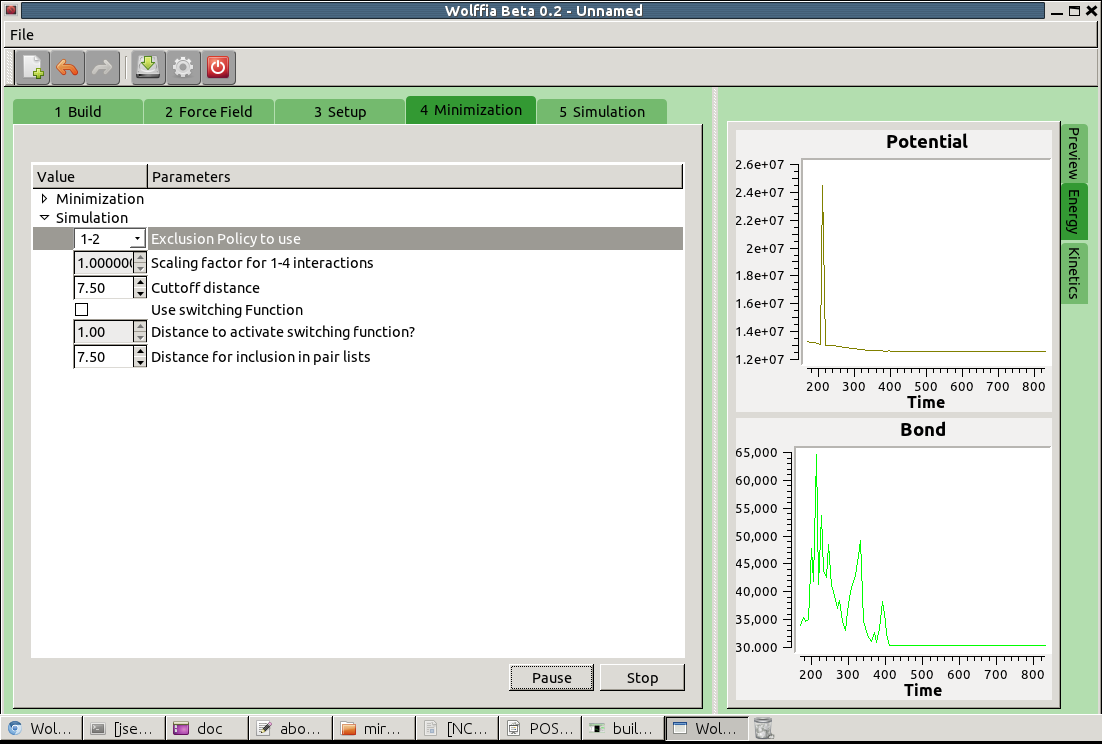 Wolffia Beta 0.2 - Unnamed
File
1 Build
2 Force Field
3 Setup
4 Minimization
5 Simulation
Value Parameters
Minimization
Simulation
1-2 Exclusion Policy to use
1.000000 Scaling factor for 1-4 interactions
7.50 Cuttoff distance
Use switching Function
1.00 Distance to activate switching function?
7.50 Distance for inclusion in pair lists
Pause Stop
Potential
2.6e+07
2.4e+07
2.2e+07
2e+07
1.8e+07
1.6e+07
1.4e+07
1.2e+07
200 300 400 500 600 700 800
Time
Bond
65,000
60,000
55,000
50,000
45,000
40,000
35,000
30.000
200 300 400 500 600 700 800
Time
Preview
Energy
Kinetics
Wol... [jse... doc abo... mir... [NC... POS... buil... Wol...